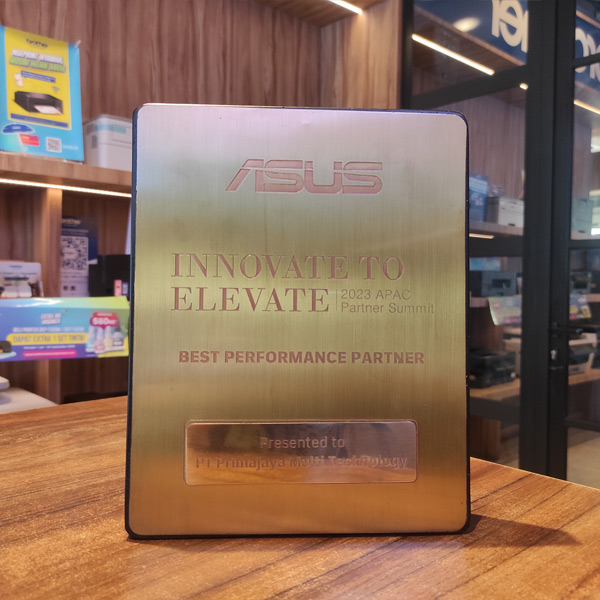 ASUS
INNOVATE TO
ELEVATE
2023 APAC
Partner Summit
BEST PERFORMANCE PARTNER
Presented to
PT Primajaya Multi Technology